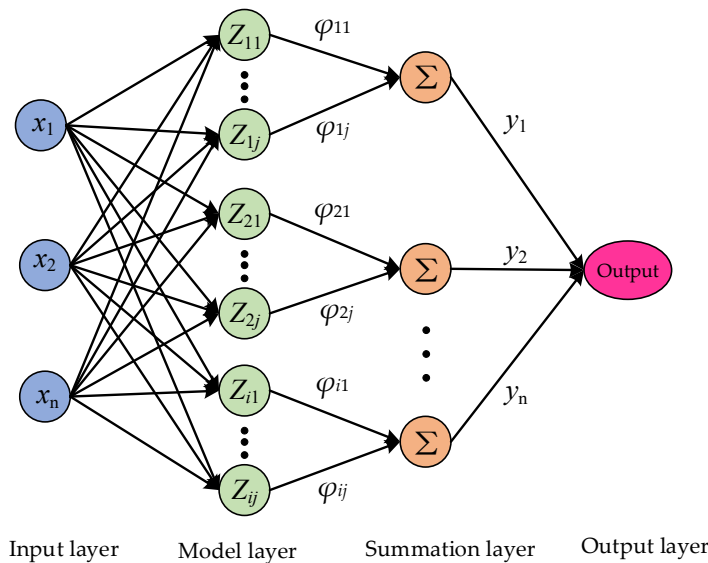 Z₁₁
φ₁₁
Σ
x₁
Z₁ⱼ
φ₁ⱼ
y₁
Z₂₁
φ₂₁
x₂
Σ
y₂
Output
Z₂ⱼ
φ₂ⱼ
xₙ
Zᵢ₁
φᵢ₁
yₙ
Σ
Zᵢⱼ
φᵢⱼ
Input layer Model layer Summation layer Output layer